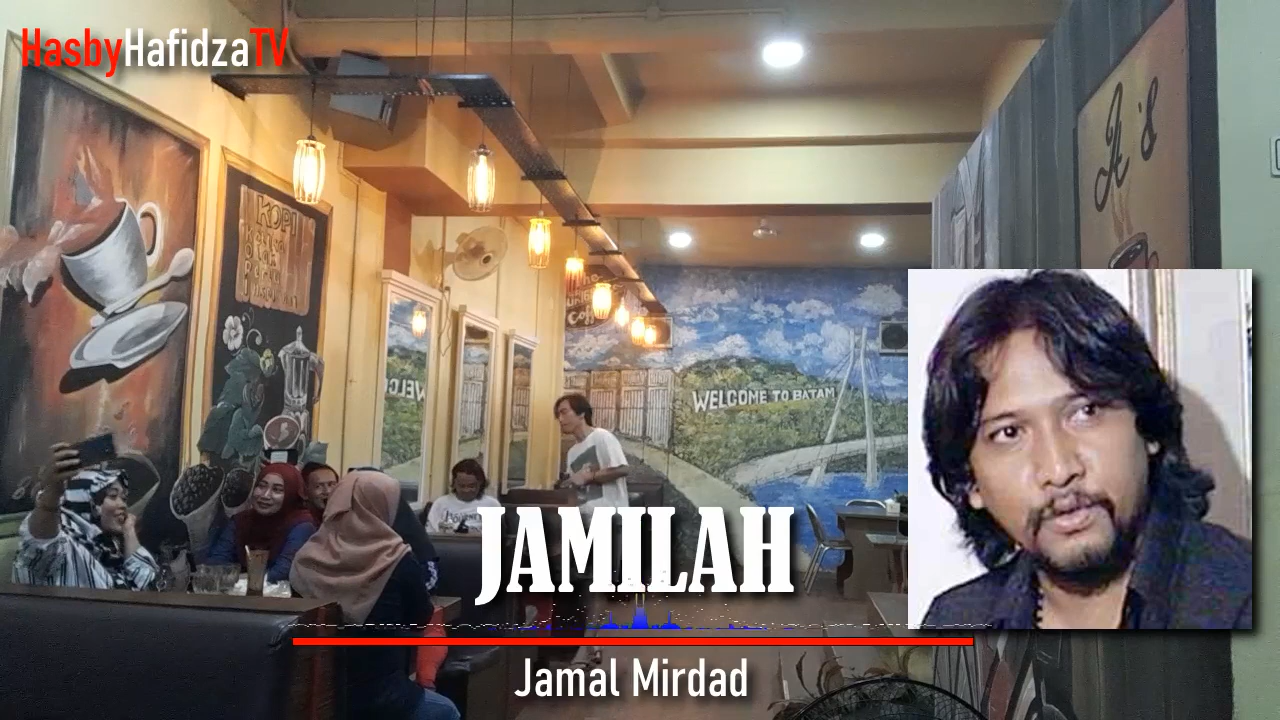 HasbyHafidzaTV
A's
KOPI
WELCOME TO BATAM
JAMILAH
Jamal Mirdad